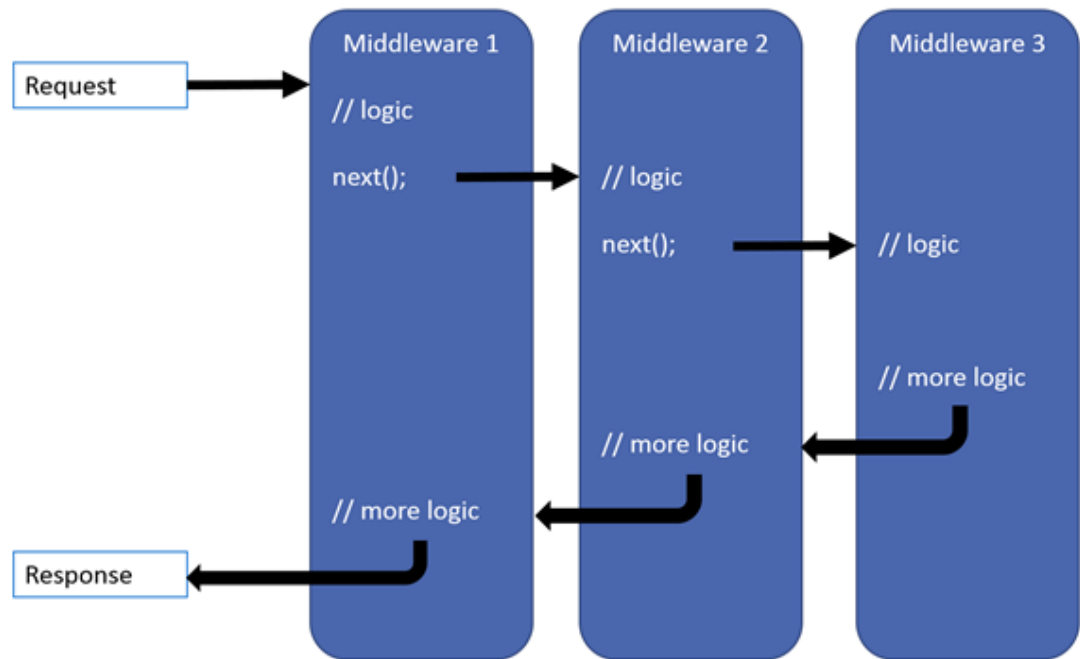 Middleware 1
Middleware 2
Middleware 3
Request
// logic
next();
// logic
next();
// logic
// more logic
// more logic
// more logic
Response